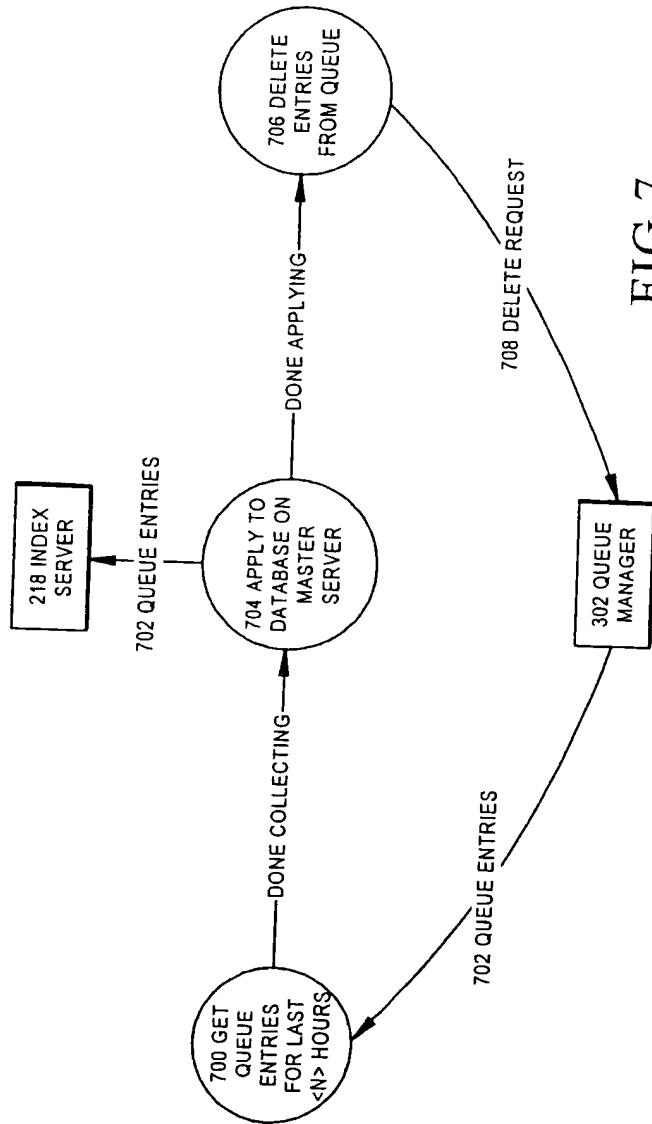 218 INDEX
SERVER
702 QUEUE ENTRIES
700 GET
QUEUE
ENTRIES
FOR LAST
<N> HOURS
DONE COLLECTING
704 APPLY TO
DATABASE ON
MASTER
SERVER
DONE APPLYING
706 DELETE
ENTRIES
FROM QUEUE
702 QUEUE ENTRIES
708 DELETE REQUEST
302 QUEUE
MANAGER
FIG. 7